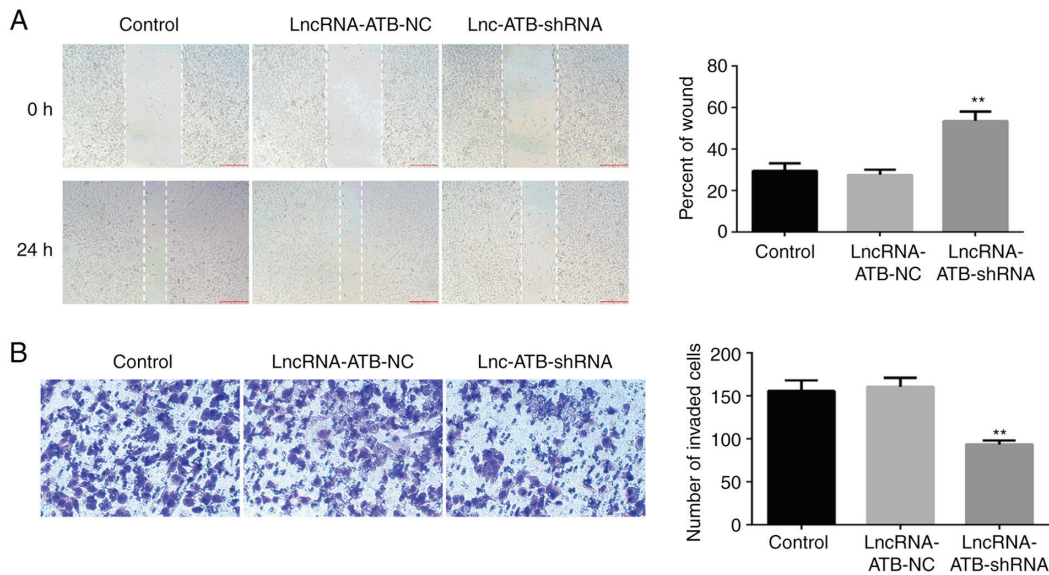 A
Control
LncRNA-ATB-NC
Lnc-ATB-shRNA
0 h
24 h
80
60
40
20
0
Percent of wound
**
Control
LncRNA-
ATB-NC
LncRNA-
ATB-shRNA
B
Control
LncRNA-ATB-NC
Lnc-ATB-shRNA
200
150
100
50
0
Number of invaded cells
**
Control
LncRNA-
ATB-NC
LncRNA-
ATB-shRNA